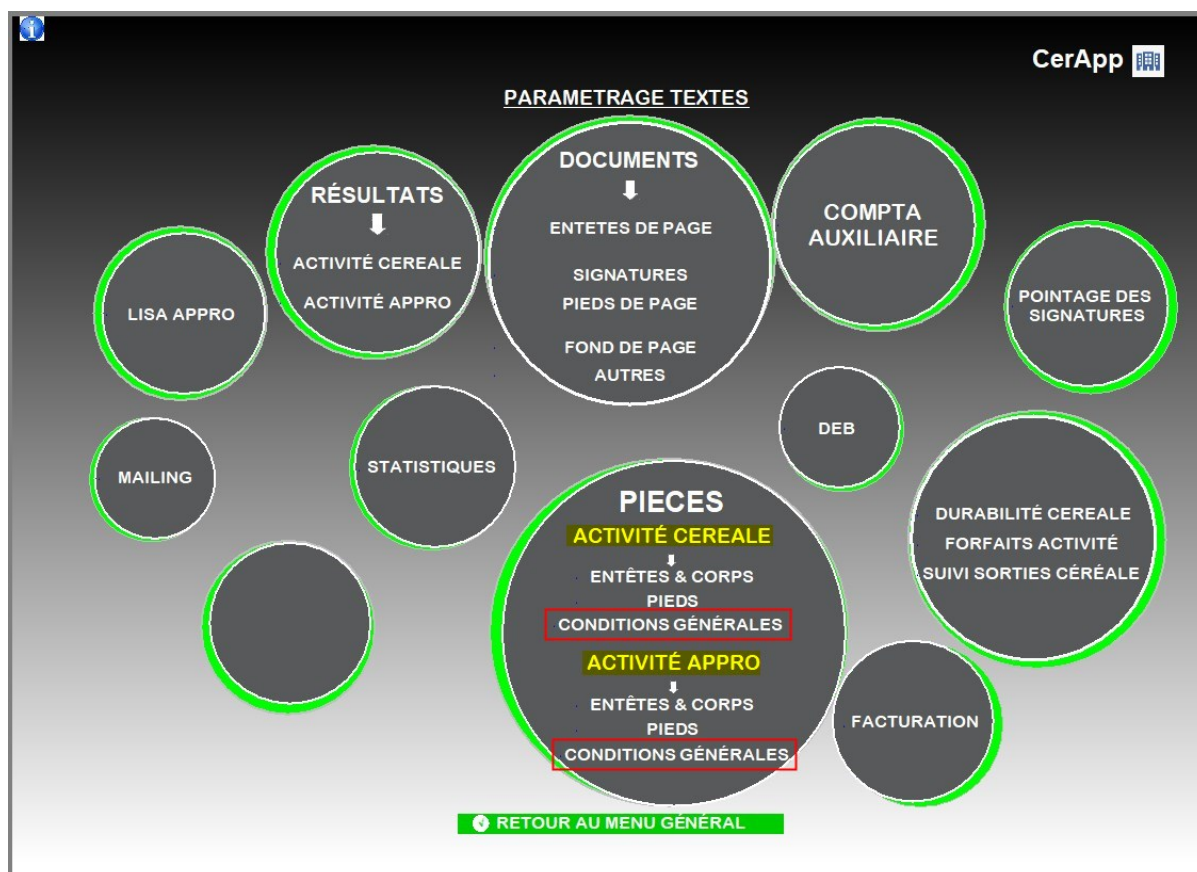 CerApp
PARAMETRAGE TEXTES
DOCUMENTS
ENTETES DE PAGE
SIGNATURES
PIEDS DE PAGE
FOND DE PAGE
AUTRES
RÉSULTATS
ACTIVITÉ CEREALE
ACTIVITÉ APPRO
COMPTA
AUXILIAIRE
LISA APPRO
POINTAGE DES
SIGNATURES
MAILING
STATISTIQUES
DEB
DURABILITÉ CEREALE
FORFAITS ACTIVITÉ
SUIVI SORTIES CÉRÉALE
PIECES
ACTIVITÉ CEREALE
ENTÊTES & CORPS
PIEDS
CONDITIONS GÉNÉRALES
ACTIVITÉ APPRO
ENTÊTES & CORPS
PIEDS
CONDITIONS GÉNÉRALES
FACTURATION
RETOUR AU MENU GÉNÉRAL